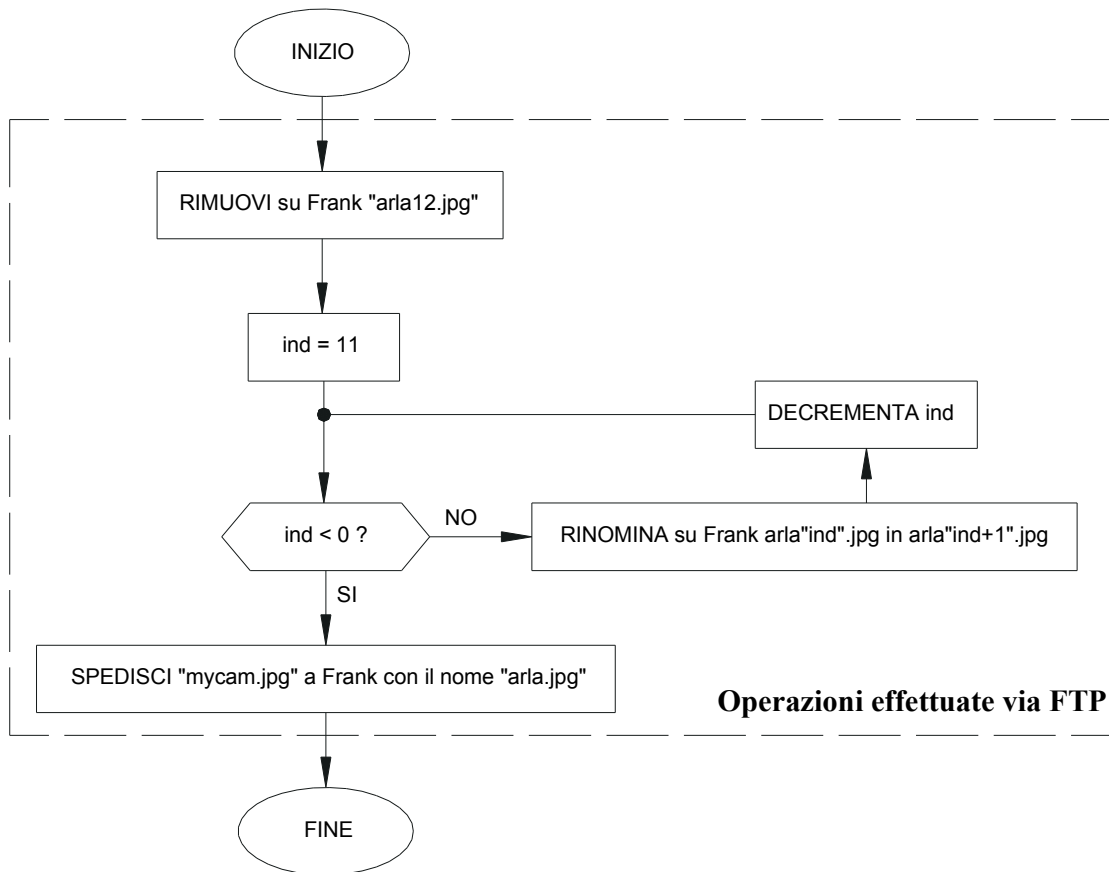 INIZIO
RIMUOVI su Frank "arla12.jpg"
ind = 11
DECREMENTA ind
ind < 0 ?
NO
RINOMINA su Frank arla"ind".jpg in arla"ind+1".jpg
SI
SPEDISCI "mycam.jpg" a Frank con il nome "arla.jpg"
Operazioni effettuate via FTP
FINE